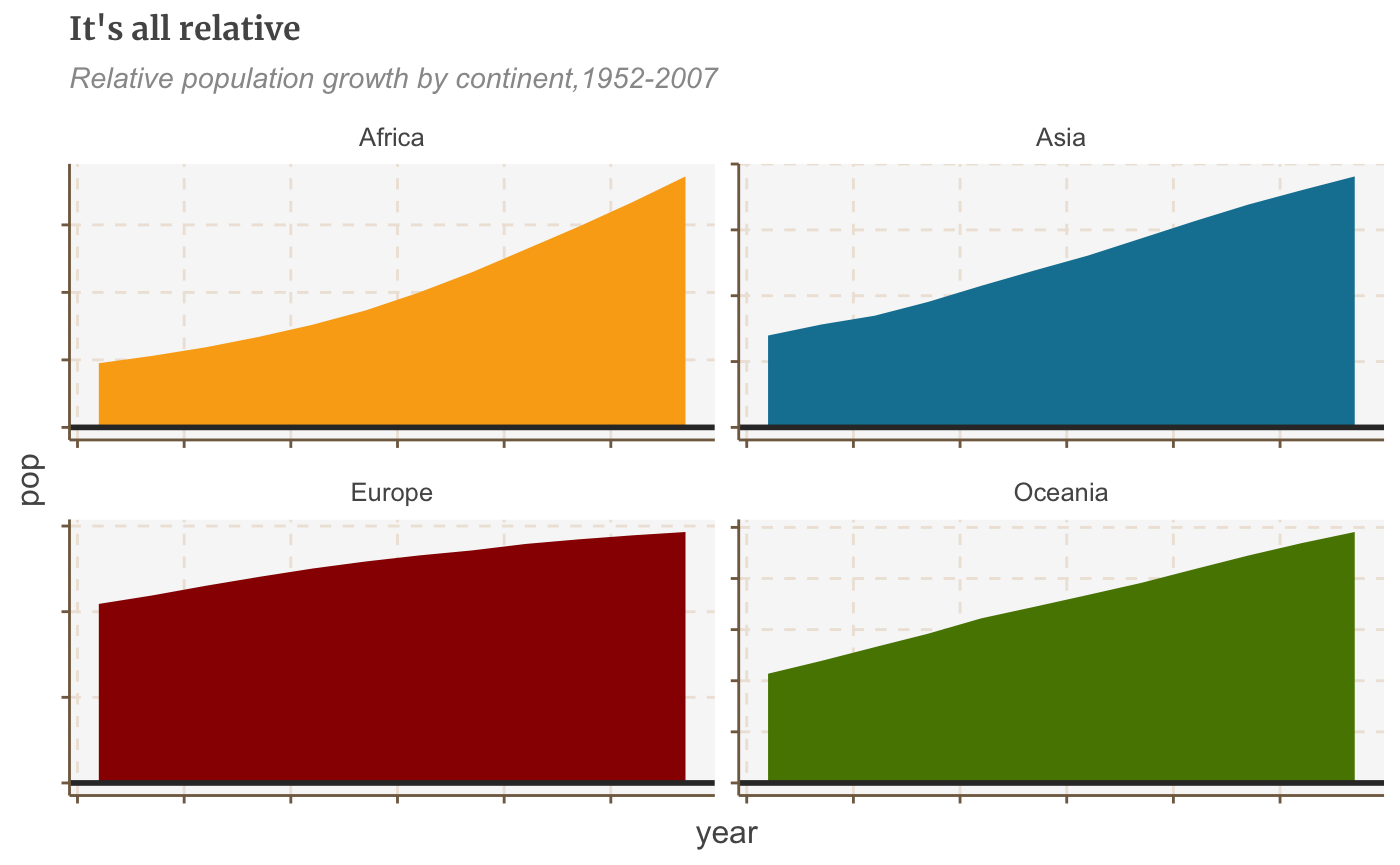 It's all relative
Relative population growth by continent,1952-2007
Africa
Asia
pop
Europe
Oceania
year